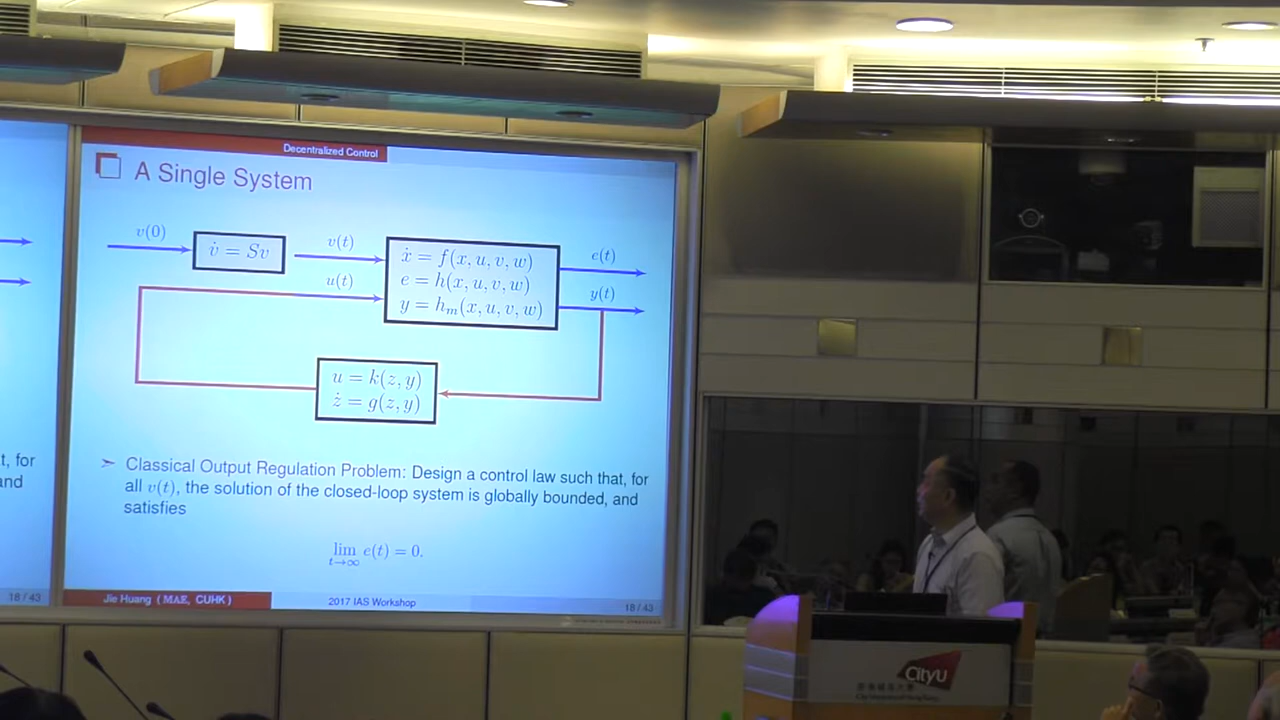 Decentralized Control
A Single System
v(0)
v̇ = Sv
v(t)
u(t)
ẋ = f(x, u, v, w)
e = h(x, u, v, w)
y = hₘ(x, u, v, w)
e(t)
y(t)
u = k(z, y)
ż = g(z, y)
t, for
and
➢ Classical Output Regulation Problem: Design a control law such that, for
all v(t), the solution of the closed-loop system is globally bounded, and
satisfies
lim e(t) = 0.
t→∞
18 / 43
Jie Huang ( MAE, CUHK )
2017 IAS Workshop
18 / 43
CityU